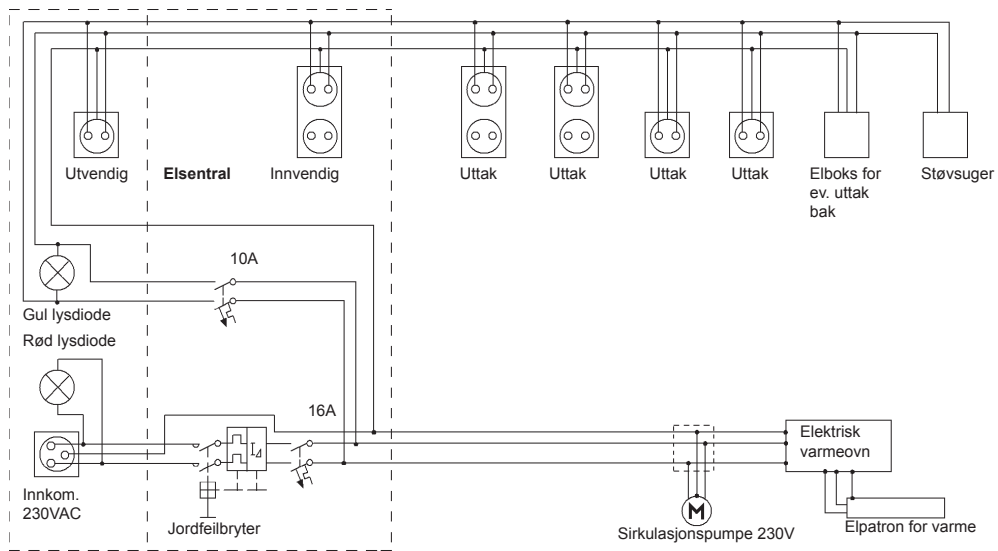 Utvendig
Elsentral
Innvendig
Uttak
Uttak
Uttak
Uttak
Elboks for
ev. uttak
bak
Støvsuger
10A
Gul lysdiode
Rød lysdiode
16A
I∆
Elektrisk
varmeovn
Innkom.
230VAC
Jordfeilbryter
M
Sirkulasjonspumpe 230V
Elpatron for varme